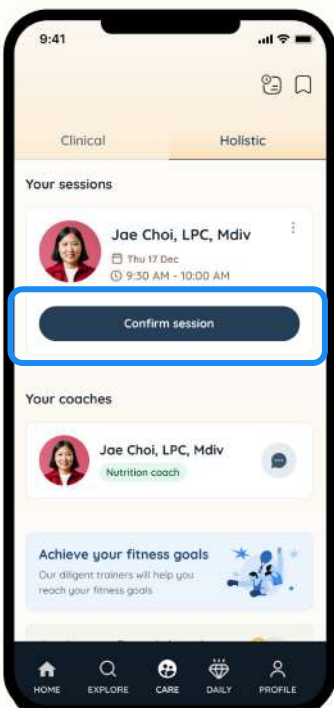 9:41
Clinical
Holistic
Your sessions
Jae Choi, LPC, Mdiv
Thu 17 Dec
9:30 AM - 10:00 AM
Confirm session
Your coaches
Jae Choi, LPC, Mdiv
Nutrition coach
Achieve your fitness goals
Our diligent trainers will help you
reach your fitness goals
HOME
EXPLORE
CARE
DAILY
PROFILE